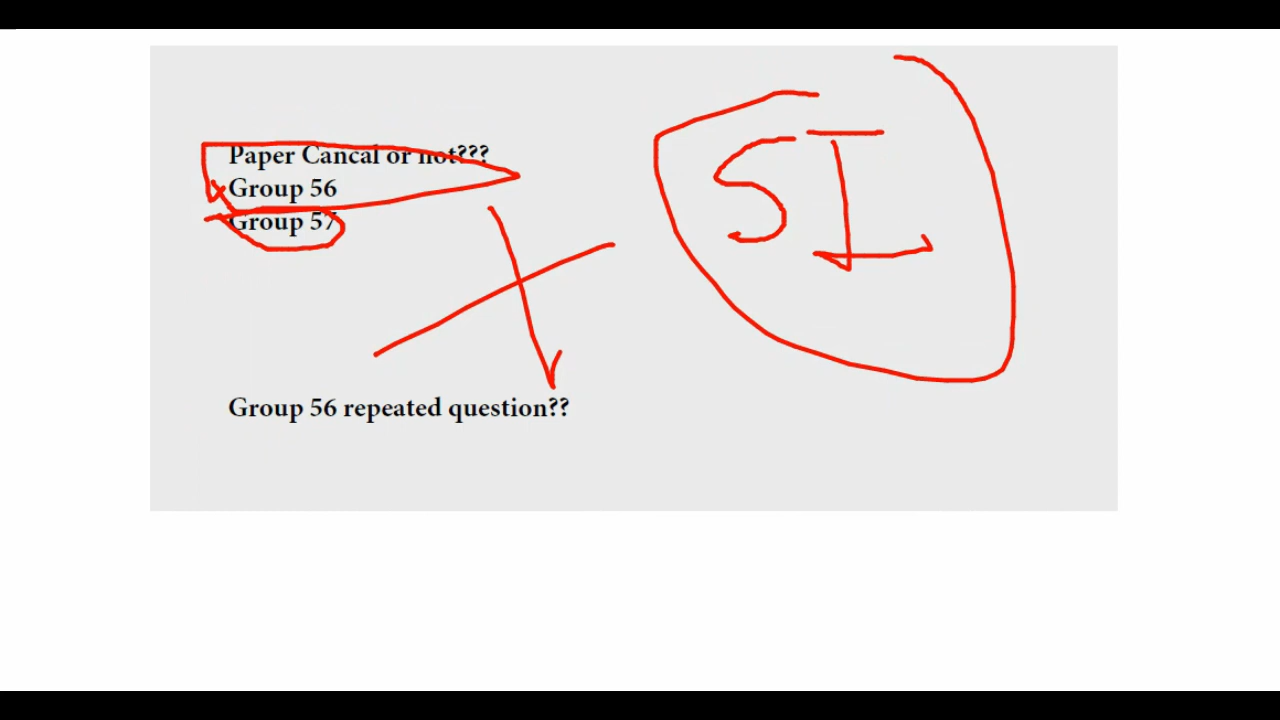 Paper Cancal or not???
Group 56
Group 57
SI
Group 56 repeated question??